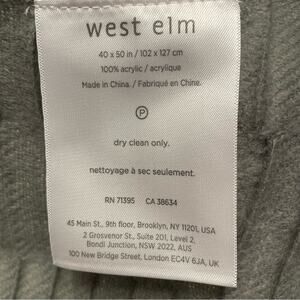 west elm
40 x 50 in / 102 x 127 cm
100% acrylic / acrylique
Made in China. / Fabriqué en Chine.
P
dry clean only.
nettoyage à sec seulement.
RN 71395 CA 38634
45 Main St., 9th floor, Brooklyn, NY 11201, USA
2 Grosvenor St., Suite 201, Level 2,
Bondi Junction, NSW 2022, AUS
100 New Bridge Street, London EC4V 6JA, UK